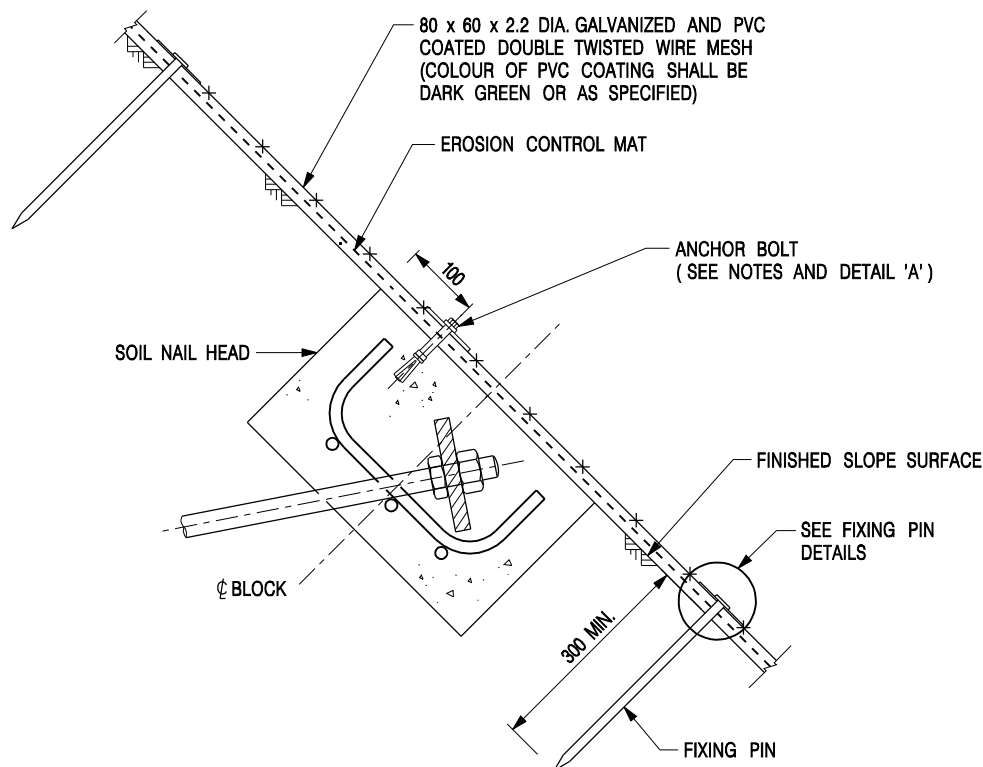 80 x 60 x 2.2 DIA. GALVANIZED AND PVC
COATED DOUBLE TWISTED WIRE MESH
(COLOUR OF PVC COATING SHALL BE
DARK GREEN OR AS SPECIFIED)
EROSION CONTROL MAT
ANCHOR BOLT
( SEE NOTES AND DETAIL 'A' )
100
SOIL NAIL HEAD
FINISHED SLOPE SURFACE
SEE FIXING PIN
DETAILS
℄ BLOCK
300 MIN.
FIXING PIN